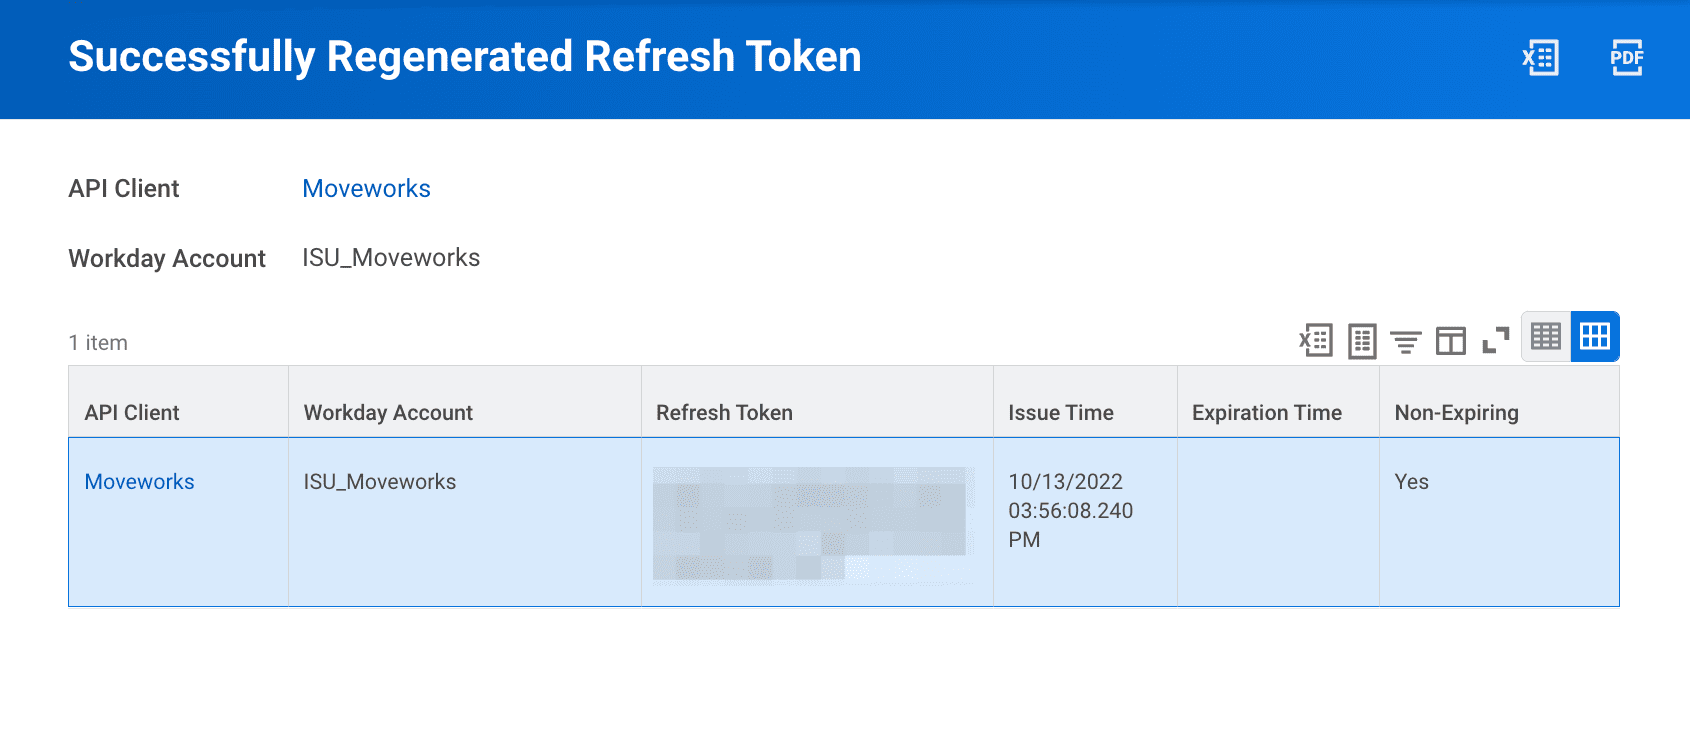 Successfully Regenerated Refresh Token
X
PDF
API Client Moveworks
Workday Account ISU_Moveworks
1 item
X
API Client Workday Account Refresh Token Issue Time Expiration Time Non-Expiring
Moveworks ISU_Moveworks 10/13/2022 Yes
03:56:08.240
PM